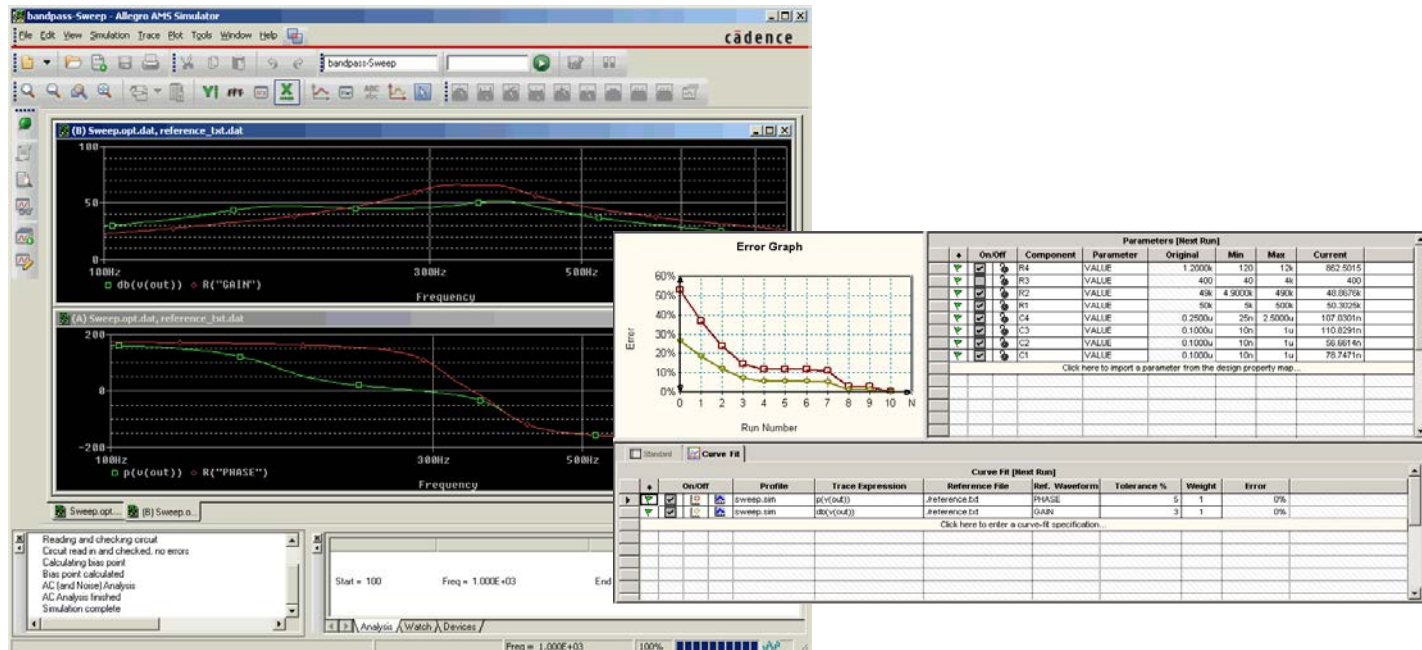 bandpass-Sweep - Allegro AMS Simulator
File Edit View Simulation Trace Plot Tools Window Help
cādence
bandpass-Sweep
(B) Sweep.opt.dat, reference_txt.dat
100
50
0
100Hz 300Hz 500Hz
db(v(out)) R("GAIN")
Frequency
(A) Sweep.opt.dat, reference_txt.dat
200
0
-200
100Hz 300Hz 500Hz
p(v(out)) R("PHASE")
Frequency
Sweep.opt... (B) Sweep.o...
Reading and checking circuit
Circuit read in and checked, no errors
Calculating bias point
Bias point calculated
AC (and Noise) Analysis
AC Analysis finished
Simulation complete
Start = 100 Freq = 1.000E+03 End
Analysis Watch Devices
Freq = 1.000E+03 100%
Error Graph
60%
50%
40%
30%
20%
10%
0%
Error
0 1 2 3 4 5 6 7 8 9 10 N
Run Number
Parameters [Next Run]
On/Off Component Parameter Original Min Max Current
R4 VALUE 1.2000k 120 12k 862.5015
R3 VALUE 400 40 4k 400
R2 VALUE 49k 4.9000k 490k 48.8676k
R1 VALUE 50k 5k 500k 50.3025k
C4 VALUE 0.2500u 25n 2.5000u 107.0301n
C3 VALUE 0.1000u 10n 1u 110.8291n
C2 VALUE 0.1000u 10n 1u 56.6614n
C1 VALUE 0.1000u 10n 1u 78.7471n
Click here to import a parameter from the design property map...
Standard Curve Fit
Curve Fit [Next Run]
On/Off Profile Trace Expression Reference File Ref. Waveform Tolerance % Weight Error
sweep.sim p(v(out)) ./reference.txt PHASE 5 1 0%
sweep.sim db(v(out)) ./reference.txt GAIN 3 1 0%
Click here to enter a curve-fit specification...